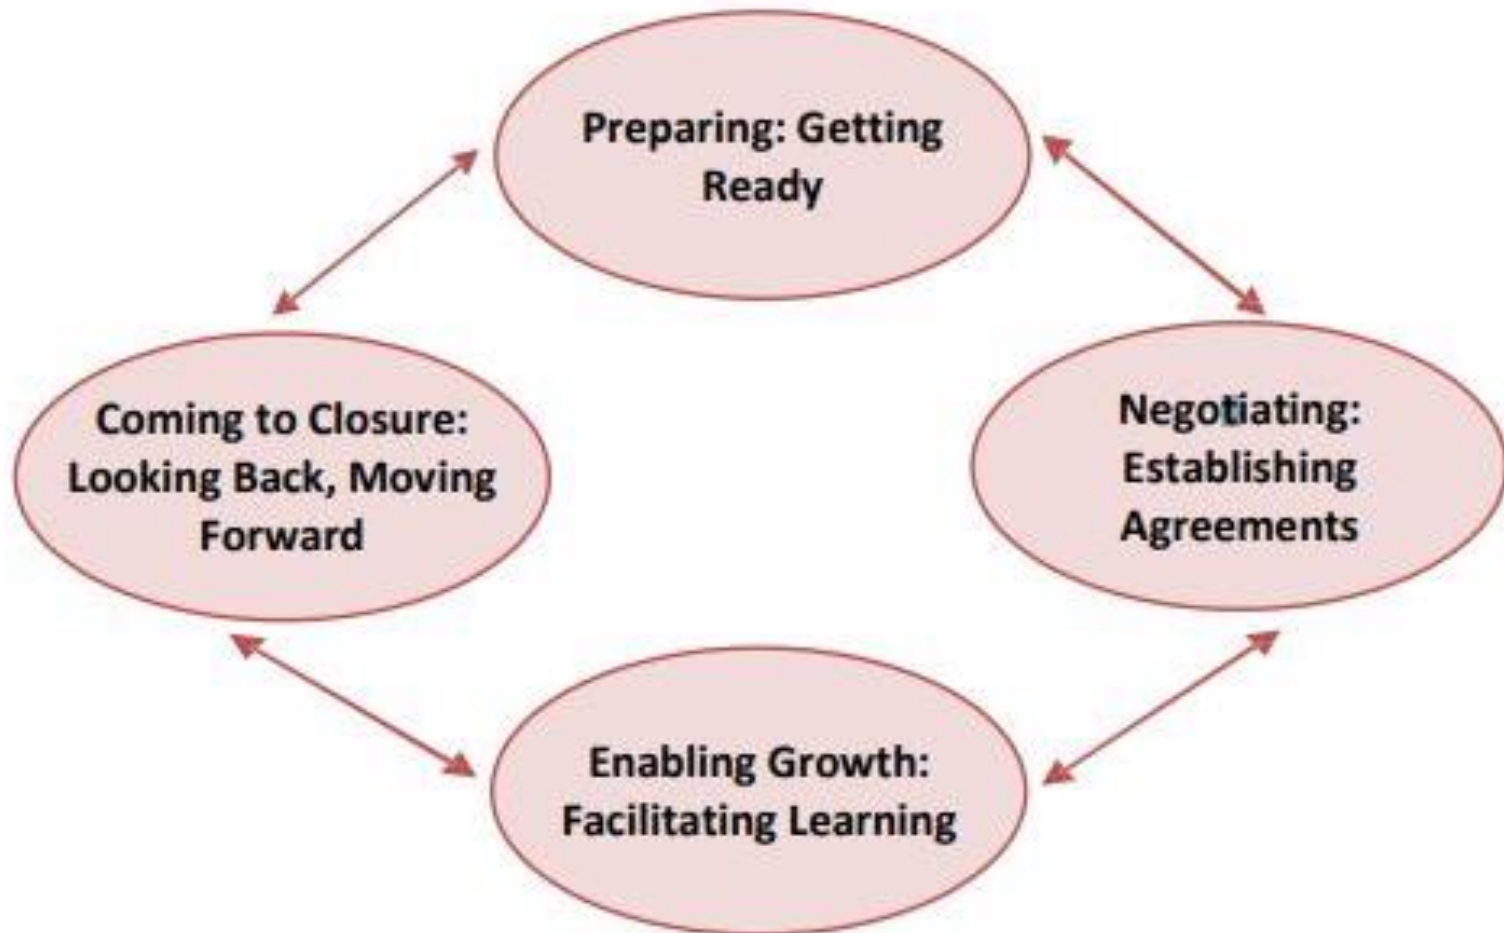 Preparing: Getting
Ready
Negotiating:
Establishing
Agreements
Enabling Growth:
Facilitating Learning
Coming to Closure:
Looking Back, Moving
Forward